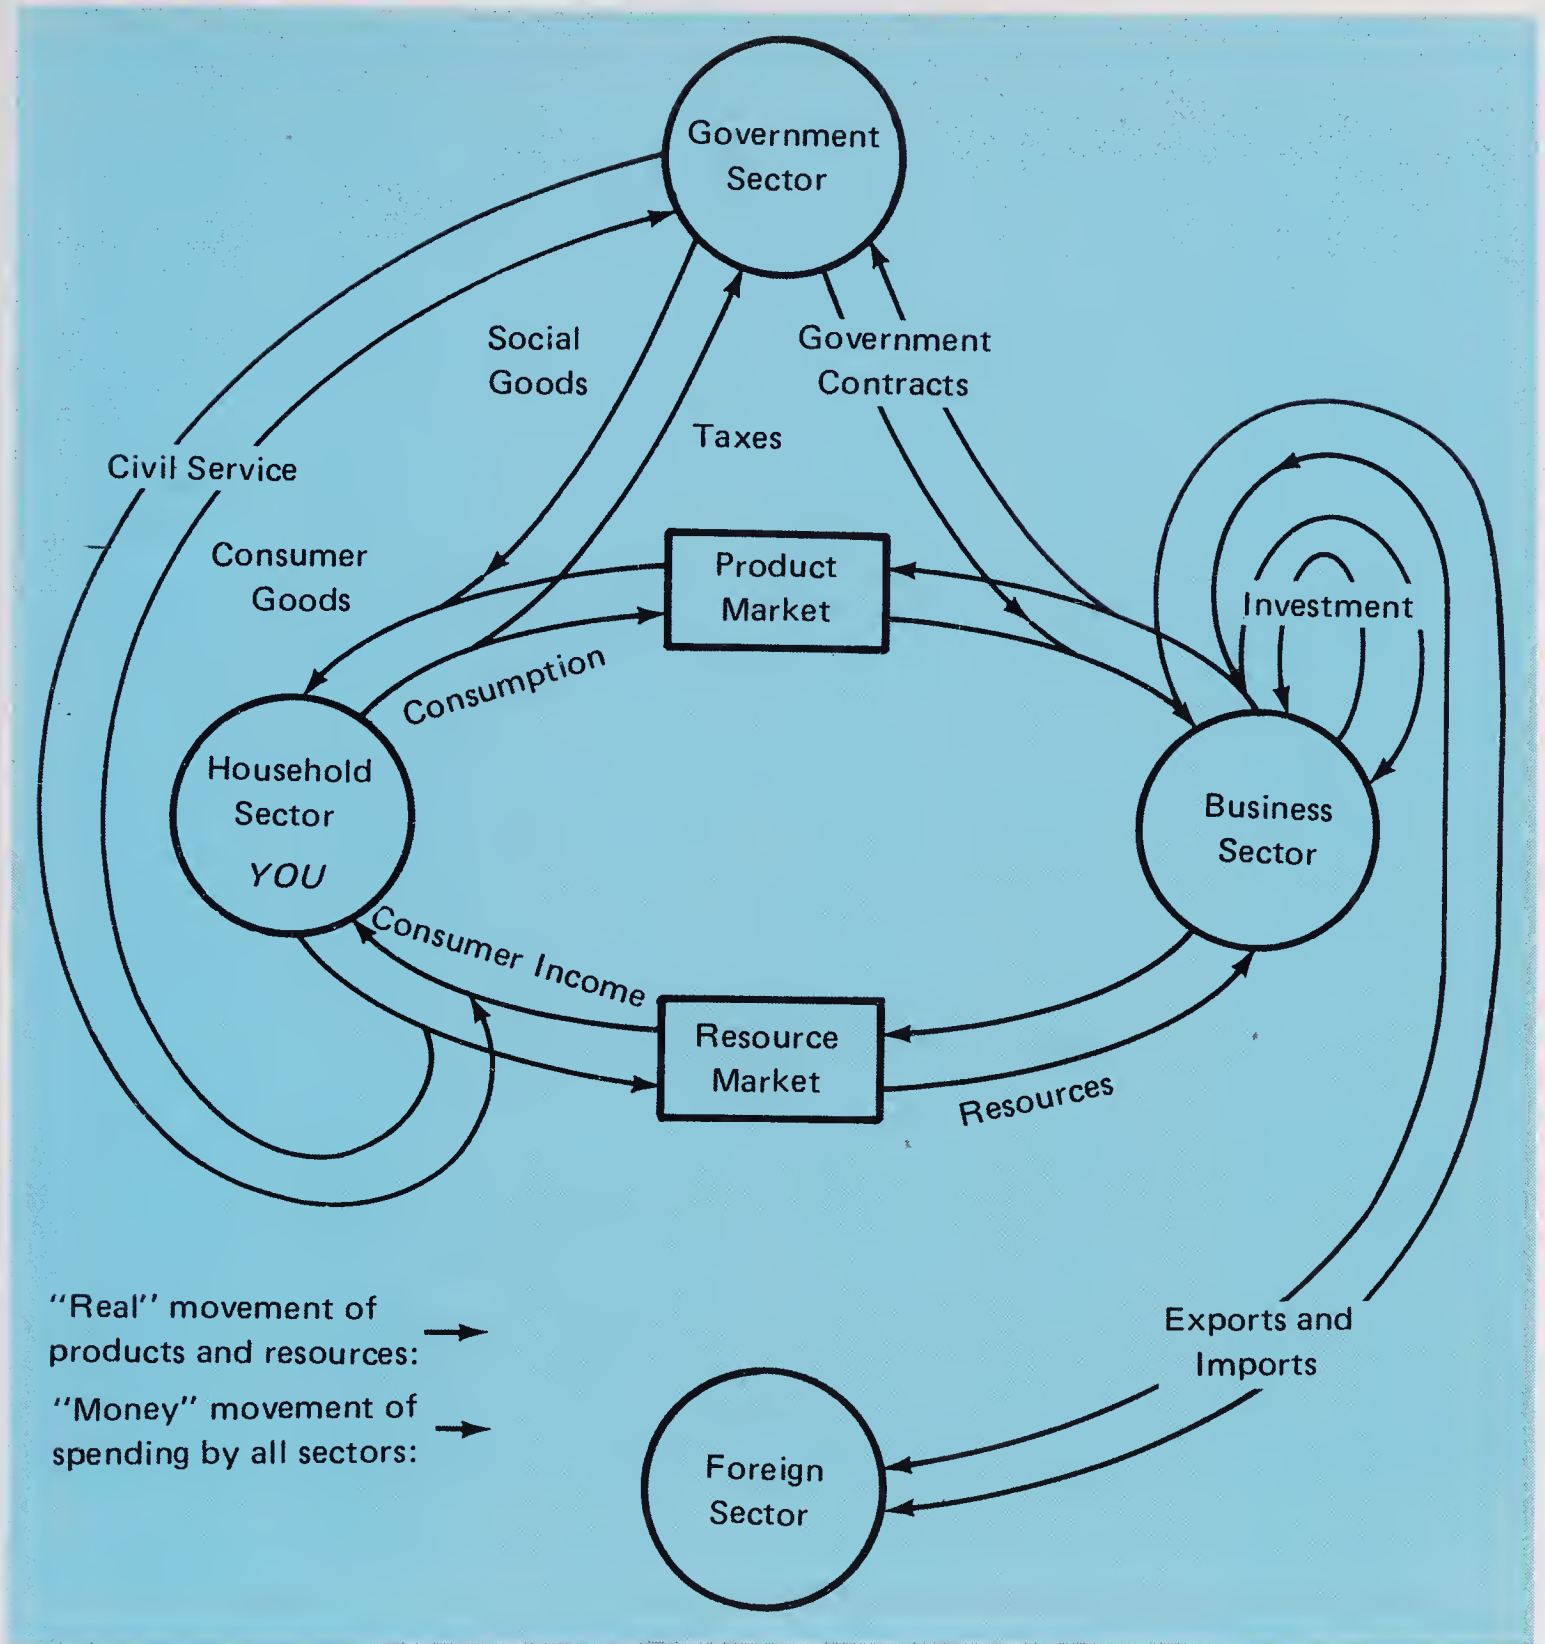 Government
Sector
Social
Goods
Government
Contracts
Taxes
Civil Service
Consumer
Goods
Product
Market
Investment
Consumption
Household
Sector
YOU
Business
Sector
Consumer Income
Resource
Market
Resources
"Real" movement of
products and resources:
"Money" movement of
spending by all sectors:
Exports and
Imports
Foreign
Sector